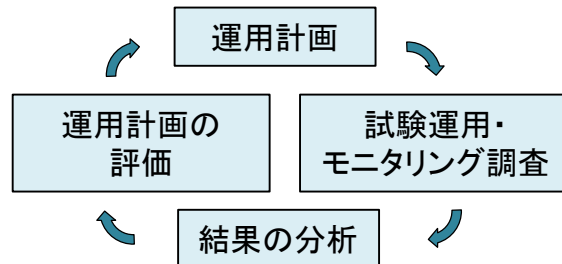 運用計画
運用計画の
評価
試験運用・
モニタリング調査
結果の分析